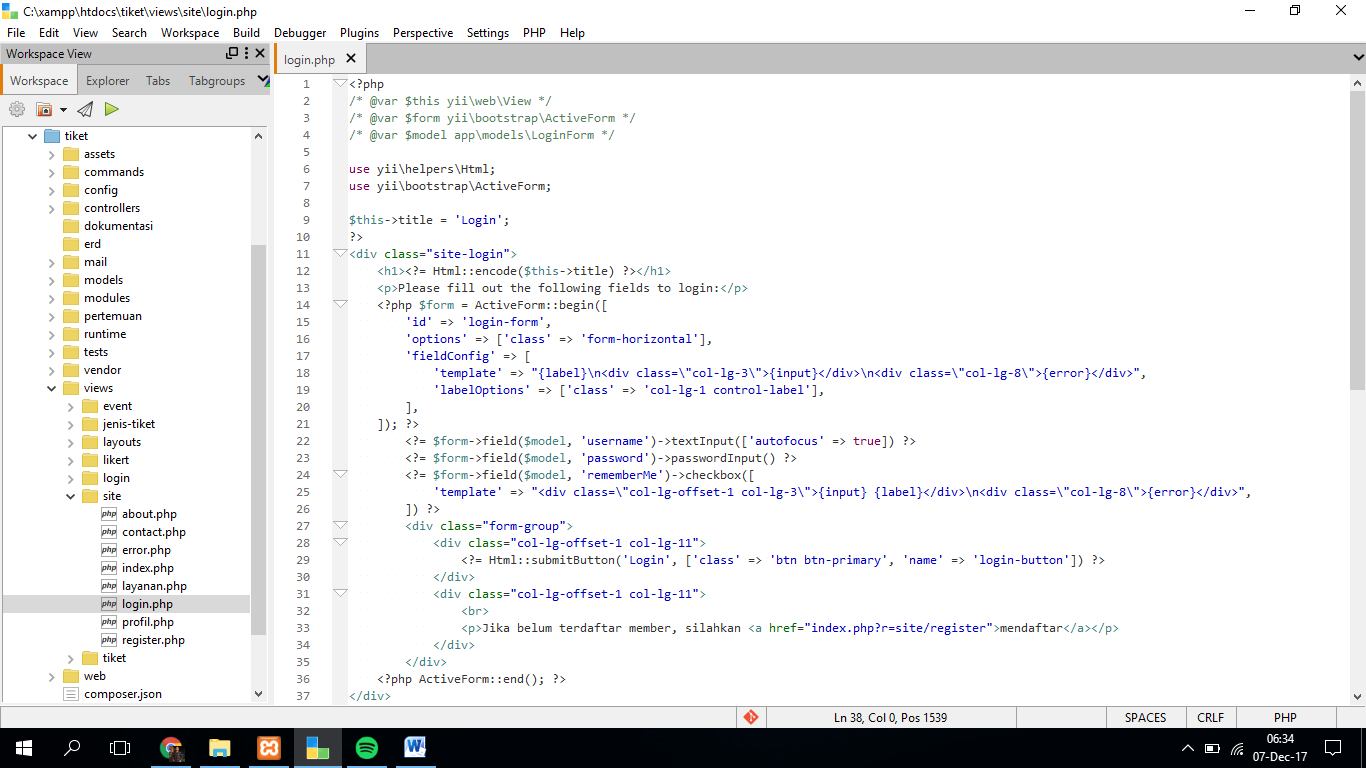 C:\xampp\htdocs\tiket\views\site\login.php
File Edit View Search Workspace Build Debugger Plugins Perspective Settings PHP Help
Workspace View
Workspace Explorer Tabs Tabgroups
tiket
assets
commands
config
controllers
dokumentasi
erd
mail
models
modules
pertemuan
runtime
tests
vendor
views
event
jenis-tiket
layouts
likert
login
site
php about.php
php contact.php
php error.php
php index.php
php layanan.php
php login.php
php profil.php
php register.php
tiket
web
composer.json
login.php
1 <?php
2 /* @var $this yii\web\View */
3 /* @var $form yii\bootstrap\ActiveForm */
4 /* @var $model app\models\LoginForm */
5
6 use yii\helpers\Html;
7 use yii\bootstrap\ActiveForm;
8
9 $this->title = 'Login';
10 ?>
11 <div class="site-login">
12     <h1><?= Html::encode($this->title) ?></h1>
13     <p>Please fill out the following fields to login:</p>
14     <?php $form = ActiveForm::begin([
15         'id' => 'login-form',
16         'options' => ['class' => 'form-horizontal'],
17         'fieldConfig' => [
18             'template' => "{label}\n<div class=\"col-lg-3\">{input}</div>\n<div class=\"col-lg-8\">{error}</div>",
19             'labelOptions' => ['class' => 'col-lg-1 control-label'],
20         ],
21     ]); ?>
22         <?= $form->field($model, 'username')->textInput(['autofocus' => true]) ?>
23         <?= $form->field($model, 'password')->passwordInput() ?>
24         <?= $form->field($model, 'rememberMe')->checkbox([
25             'template' => "<div class=\"col-lg-offset-1 col-lg-3\">{input} {label}</div>\n<div class=\"col-lg-8\">{error}</div>",
26         ]) ?>
27         <div class="form-group">
28             <div class="col-lg-offset-1 col-lg-11">
29                 <?= Html::submitButton('Login', ['class' => 'btn btn-primary', 'name' => 'login-button']) ?>
30             </div>
31             <div class="col-lg-offset-1 col-lg-11">
32                 <br>
33                 <p>Jika belum terdaftar member, silahkan <a href="index.php?r=site/register">mendaftar</a></p>
34             </div>
35         </div>
36     <?php ActiveForm::end(); ?>
37 </div>
Ln 38, Col 0, Pos 1539 SPACES CRLF PHP
06:34
07-Dec-17